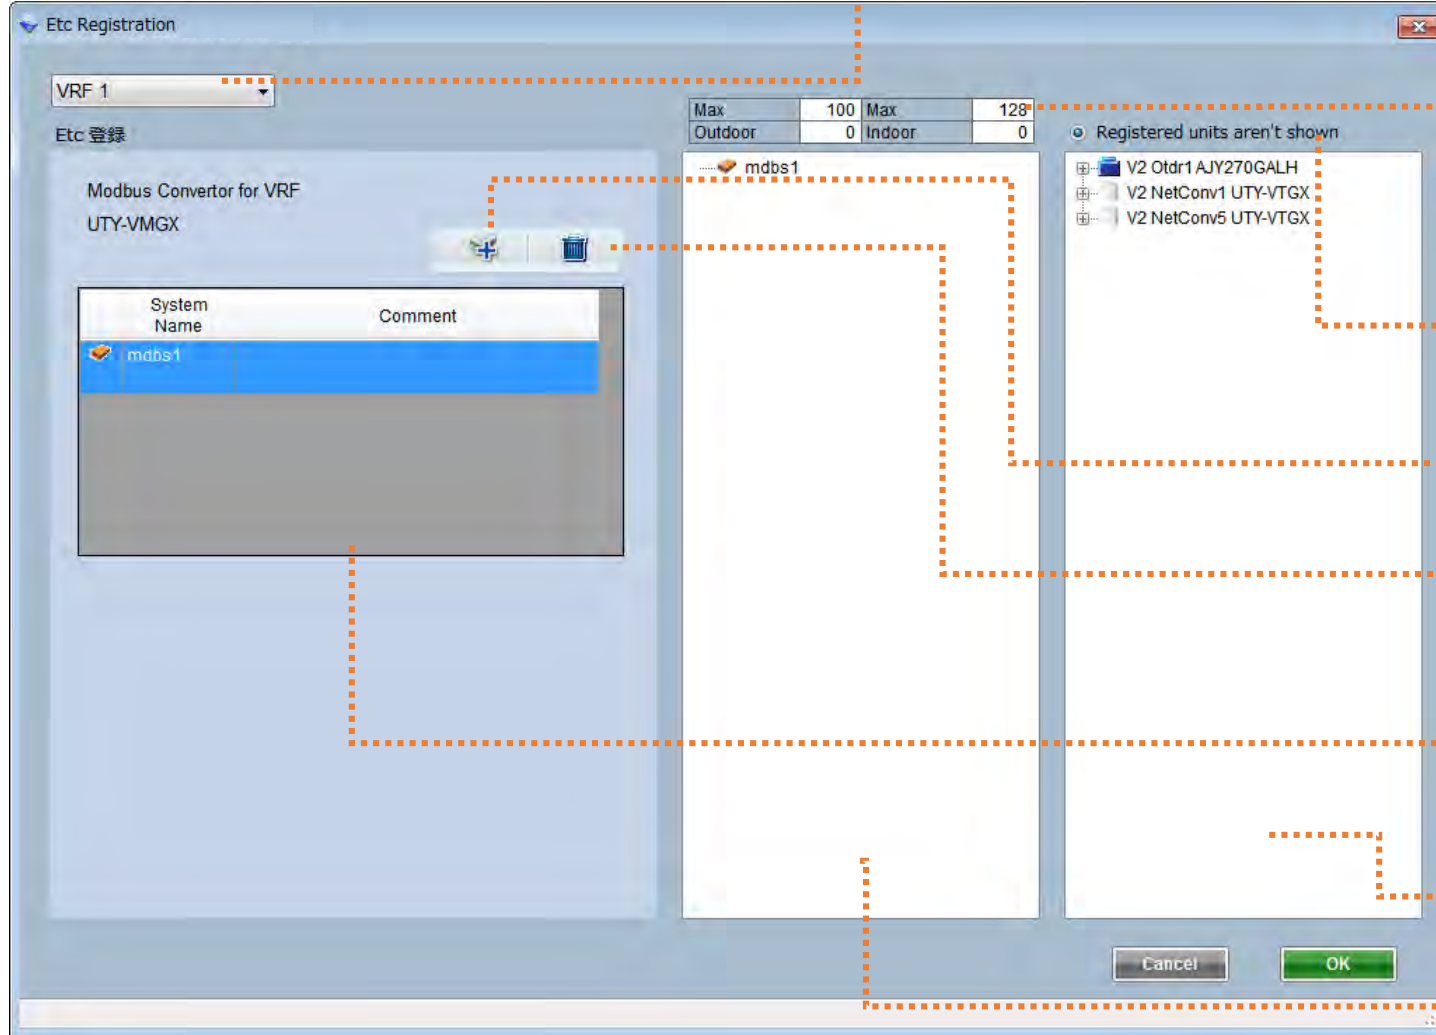 Etc Registration
VRF 1
Etc 登録
Modbus Convertor for VRF
UTY-VMGX
System Name
Comment
mdbs1
Max 100 Max 128
Outdoor 0 Indoor 0
mdbs1
Registered units aren't shown
V2 Otdr1 AJY270GALH
V2 NetConv1 UTY-VTGX
V2 NetConv5 UTY-VTGX
Cancel
OK